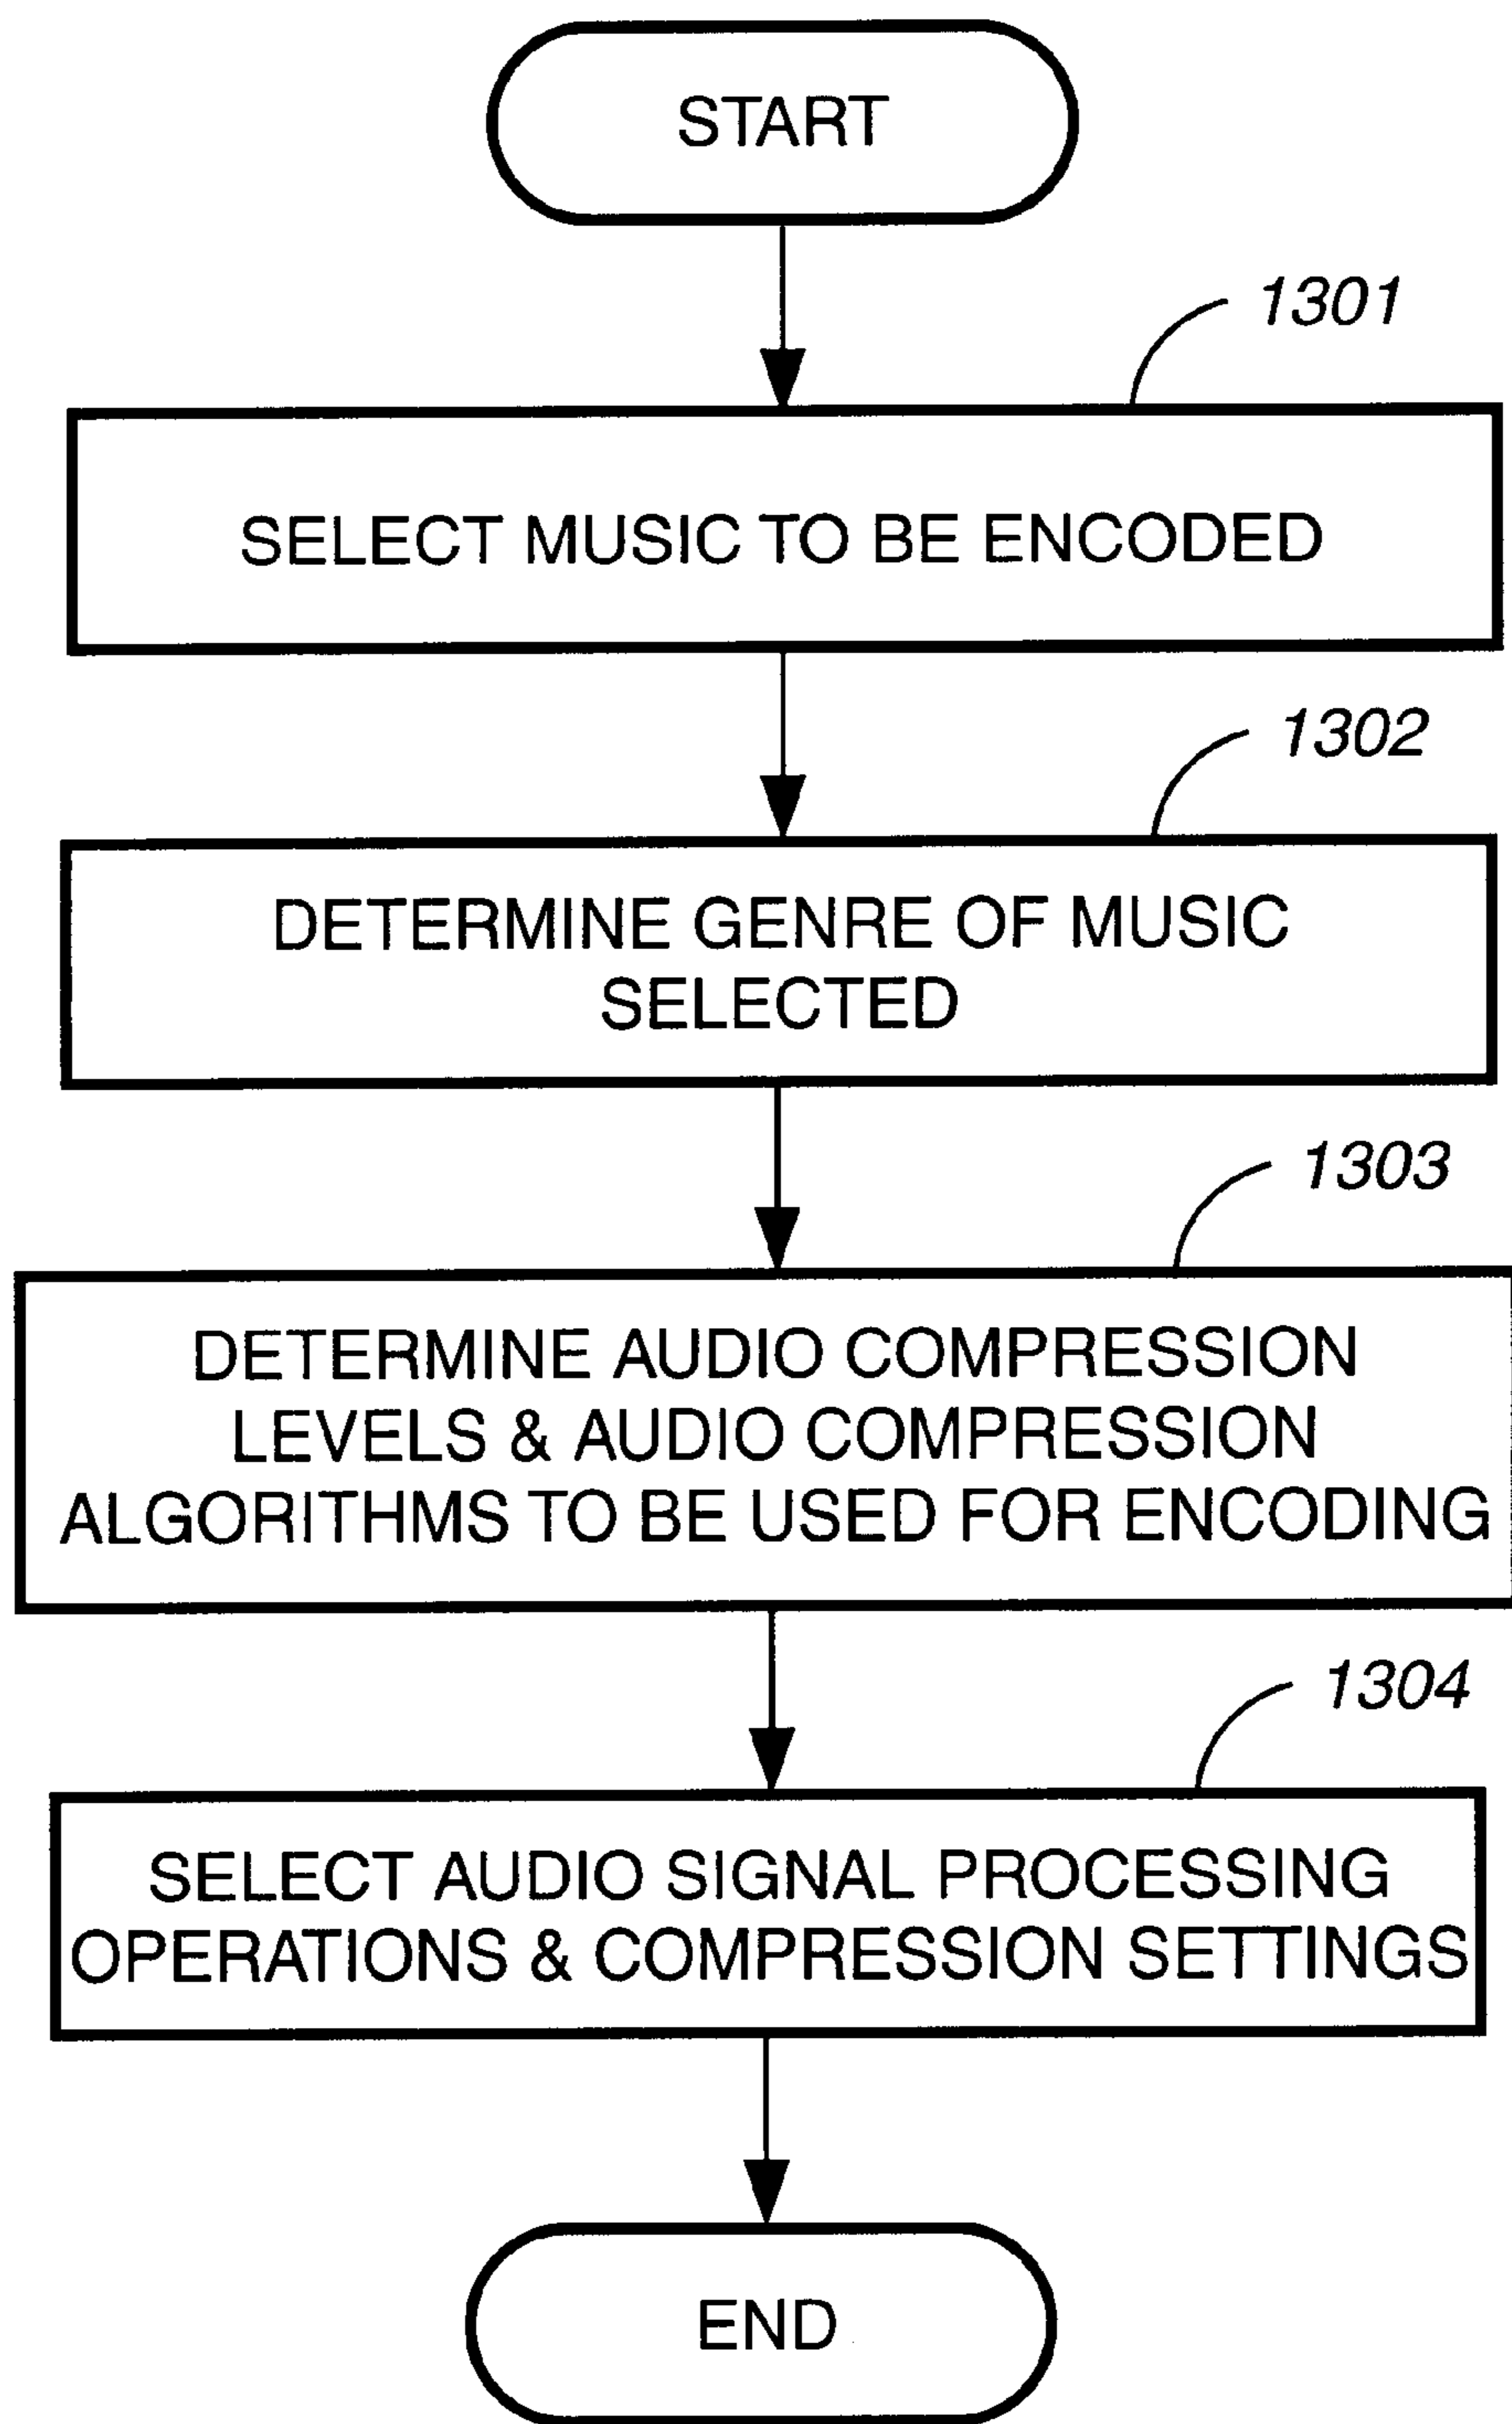 START
1301
SELECT MUSIC TO BE ENCODED
1302
DETERMINE GENRE OF MUSIC
SELECTED
1303
DETERMINE AUDIO COMPRESSION
LEVELS & AUDIO COMPRESSION
ALGORITHMS TO BE USED FOR ENCODING
1304
SELECT AUDIO SIGNAL PROCESSING
OPERATIONS & COMPRESSION SETTINGS
END